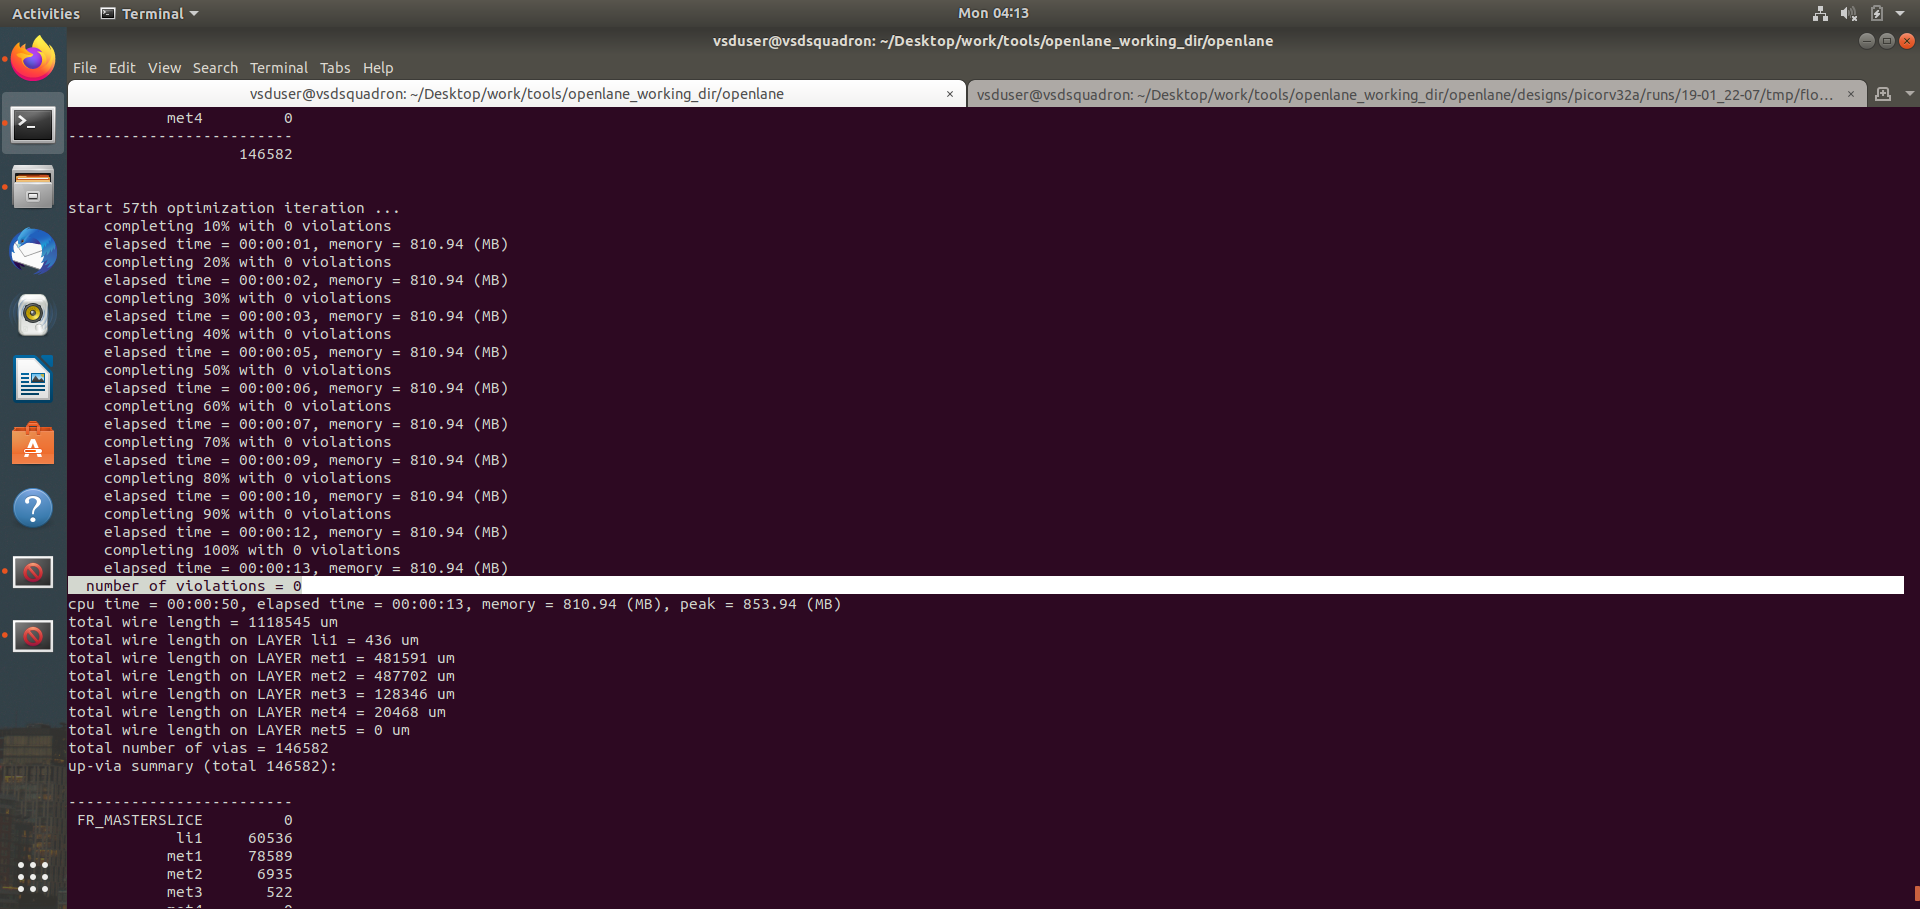 Activities Terminal Mon 04:13
vsduser@vsdsquadron: ~/Desktop/work/tools/openlane_working_dir/openlane
File Edit View Search Terminal Tabs Help
vsduser@vsdsquadron: ~/Desktop/work/tools/openlane_working_dir/openlane × vsduser@vsdsquadron: ~/Desktop/work/tools/openlane_working_dir/openlane/designs/picorv32a/runs/19-01_22-07/tmp/flo... ×
met4 0
-------------------------
146582
start 57th optimization iteration ...
completing 10% with 0 violations
elapsed time = 00:00:01, memory = 810.94 (MB)
completing 20% with 0 violations
elapsed time = 00:00:02, memory = 810.94 (MB)
completing 30% with 0 violations
elapsed time = 00:00:03, memory = 810.94 (MB)
completing 40% with 0 violations
elapsed time = 00:00:05, memory = 810.94 (MB)
completing 50% with 0 violations
elapsed time = 00:00:06, memory = 810.94 (MB)
completing 60% with 0 violations
elapsed time = 00:00:07, memory = 810.94 (MB)
completing 70% with 0 violations
elapsed time = 00:00:09, memory = 810.94 (MB)
completing 80% with 0 violations
elapsed time = 00:00:10, memory = 810.94 (MB)
completing 90% with 0 violations
elapsed time = 00:00:12, memory = 810.94 (MB)
completing 100% with 0 violations
elapsed time = 00:00:13, memory = 810.94 (MB)
number of violations = 0
cpu time = 00:00:50, elapsed time = 00:00:13, memory = 810.94 (MB), peak = 853.94 (MB)
total wire length = 1118545 um
total wire length on LAYER li1 = 436 um
total wire length on LAYER met1 = 481591 um
total wire length on LAYER met2 = 487702 um
total wire length on LAYER met3 = 128346 um
total wire length on LAYER met4 = 20468 um
total wire length on LAYER met5 = 0 um
total number of vias = 146582
up-via summary (total 146582):
-------------------------
FR_MASTERSLICE 0
li1 60536
met1 78589
met2 6935
met3 522
met4 0